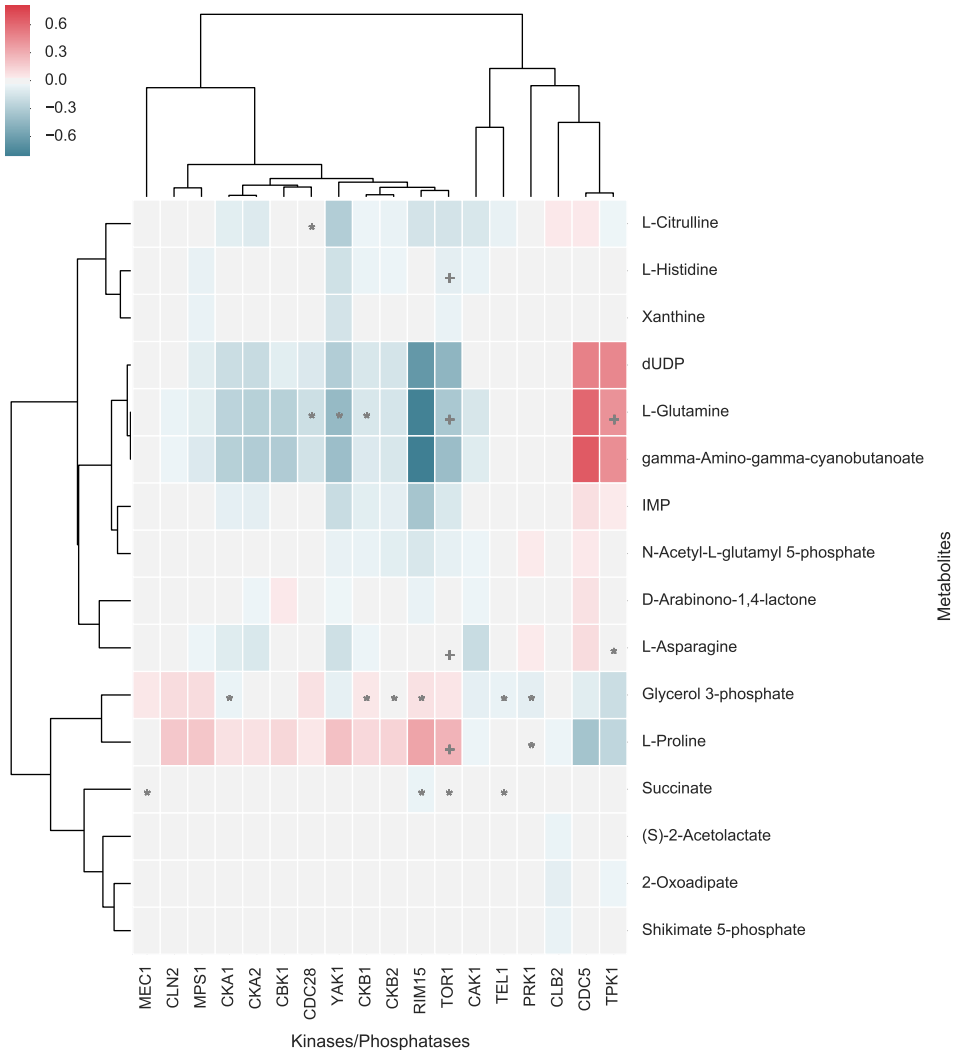 0.6
0.3
0.0
−0.3
−0.6
L-Citrulline
*
L-Histidine
+
Xanthine
dUDP
L-Glutamine
* * * + +
gamma-Amino-gamma-cyanobutanoate
IMP
N-Acetyl-L-glutamyl 5-phosphate
D-Arabinono-1,4-lactone
L-Asparagine
+ *
Glycerol 3-phosphate
* * * * * *
L-Proline
+ *
Succinate
* * * *
(S)-2-Acetolactate
2-Oxoadipate
Shikimate 5-phosphate
Metabolites
MEC1
CLN2
MPS1
CKA1
CKA2
CBK1
CDC28
YAK1
CKB1
CKB2
RIM15
TOR1
CAK1
TEL1
PRK1
CLB2
CDC5
TPK1
Kinases/Phosphatases